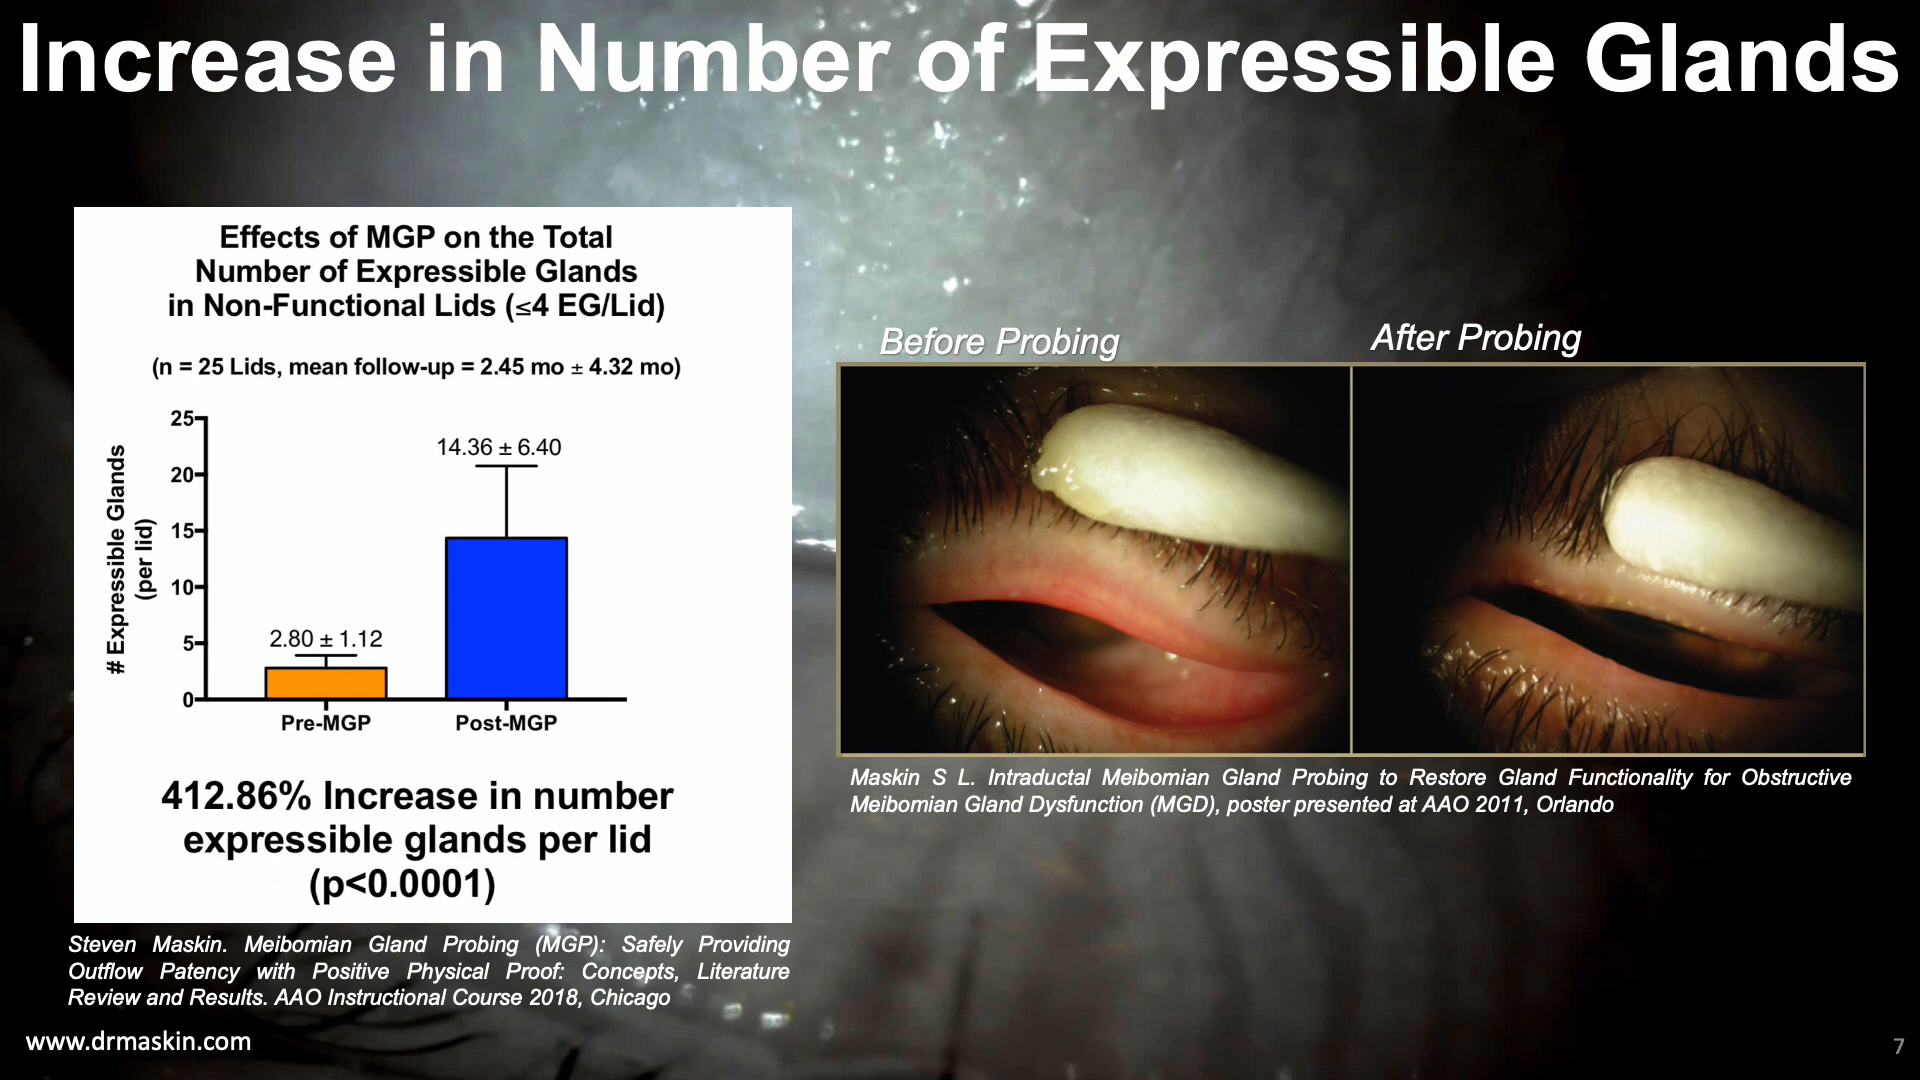 Increase in Number of Expressible Glands
Effects of MGP on the Total
Number of Expressible Glands
in Non-Functional Lids (≤4 EG/Lid)
(n = 25 Lids, mean follow-up = 2.45 mo ± 4.32 mo)
# Expressible Glands
(per lid)
25
20
15
10
5
0
2.80 ± 1.12
14.36 ± 6.40
Pre-MGP
Post-MGP
412.86% Increase in number
expressible glands per lid
(p<0.0001)
Steven Maskin. Meibomian Gland Probing (MGP): Safely Providing
Outflow Patency with Positive Physical Proof: Concepts, Literature
Review and Results. AAO Instructional Course 2018, Chicago
Before Probing
After Probing
Maskin S L. Intraductal Meibomian Gland Probing to Restore Gland Functionality for Obstructive
Meibomian Gland Dysfunction (MGD), poster presented at AAO 2011, Orlando
www.drmaskin.com
7